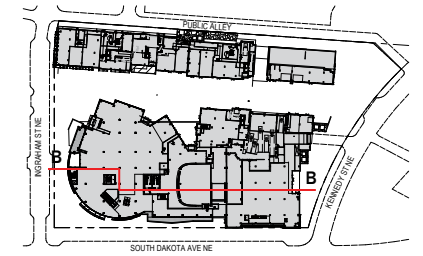 PUBLIC ALLEY
INGRAHAM ST NE
B
B
KENNEDY ST NE
SOUTH DAKOTA AVE NE